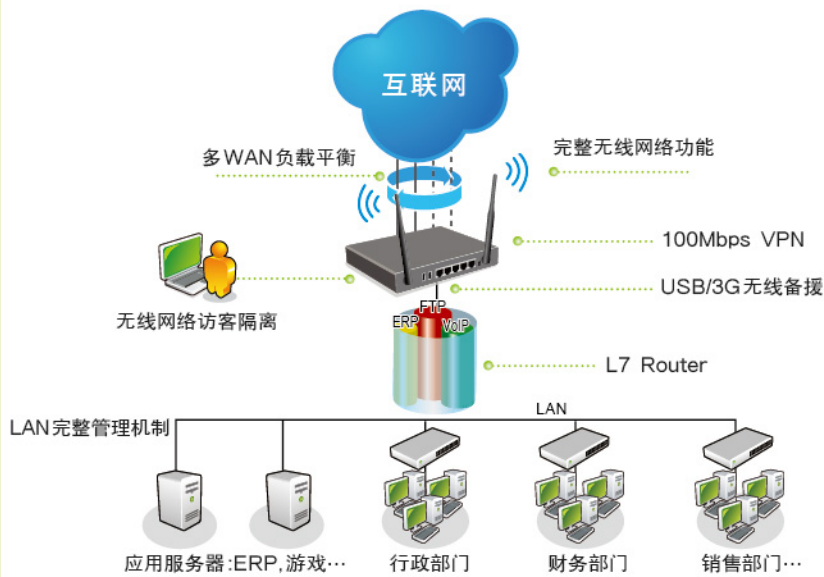 互联网
多WAN负载平衡
完整无线网络功能
100Mbps VPN
USB/3G无线备援
无线网络访客隔离
FTP
ERP
VoIP
L7 Router
LAN
LAN完整管理机制
应用服务器:ERP,游戏…
行政部门
财务部门
销售部门…